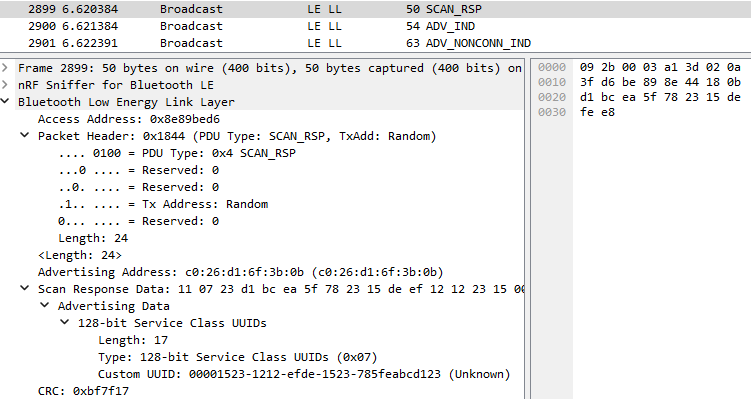 2899 6.620384 Broadcast LE LL 50 SCAN_RSP
2900 6.621384 Broadcast LE LL 54 ADV_IND
2901 6.622391 Broadcast LE LL 63 ADV_NONCONN_IND
Frame 2899: 50 bytes on wire (400 bits), 50 bytes captured (400 bits) on
nRF Sniffer for Bluetooth LE
Bluetooth Low Energy Link Layer
Access Address: 0x8e89bed6
Packet Header: 0x1844 (PDU Type: SCAN_RSP, TxAdd: Random)
.... 0100 = PDU Type: 0x4 SCAN_RSP
...0 .... = Reserved: 0
..0. .... = Reserved: 0
.1.. .... = Tx Address: Random
0... .... = Reserved: 0
Length: 24
<Length: 24>
Advertising Address: c0:26:d1:6f:3b:0b (c0:26:d1:6f:3b:0b)
Scan Response Data: 11 07 23 d1 bc ea 5f 78 23 15 de ef 12 12 23 15 00
Advertising Data
128-bit Service Class UUIDs
Length: 17
Type: 128-bit Service Class UUIDs (0x07)
Custom UUID: 00001523-1212-efde-1523-785feabcd123 (Unknown)
CRC: 0xbf7f17
0000 09 2b 00 03 a1 3d 02 0a
0010 3f d6 be 89 8e 44 18 0b
0020 d1 bc ea 5f 78 23 15 de
0030 fe e8